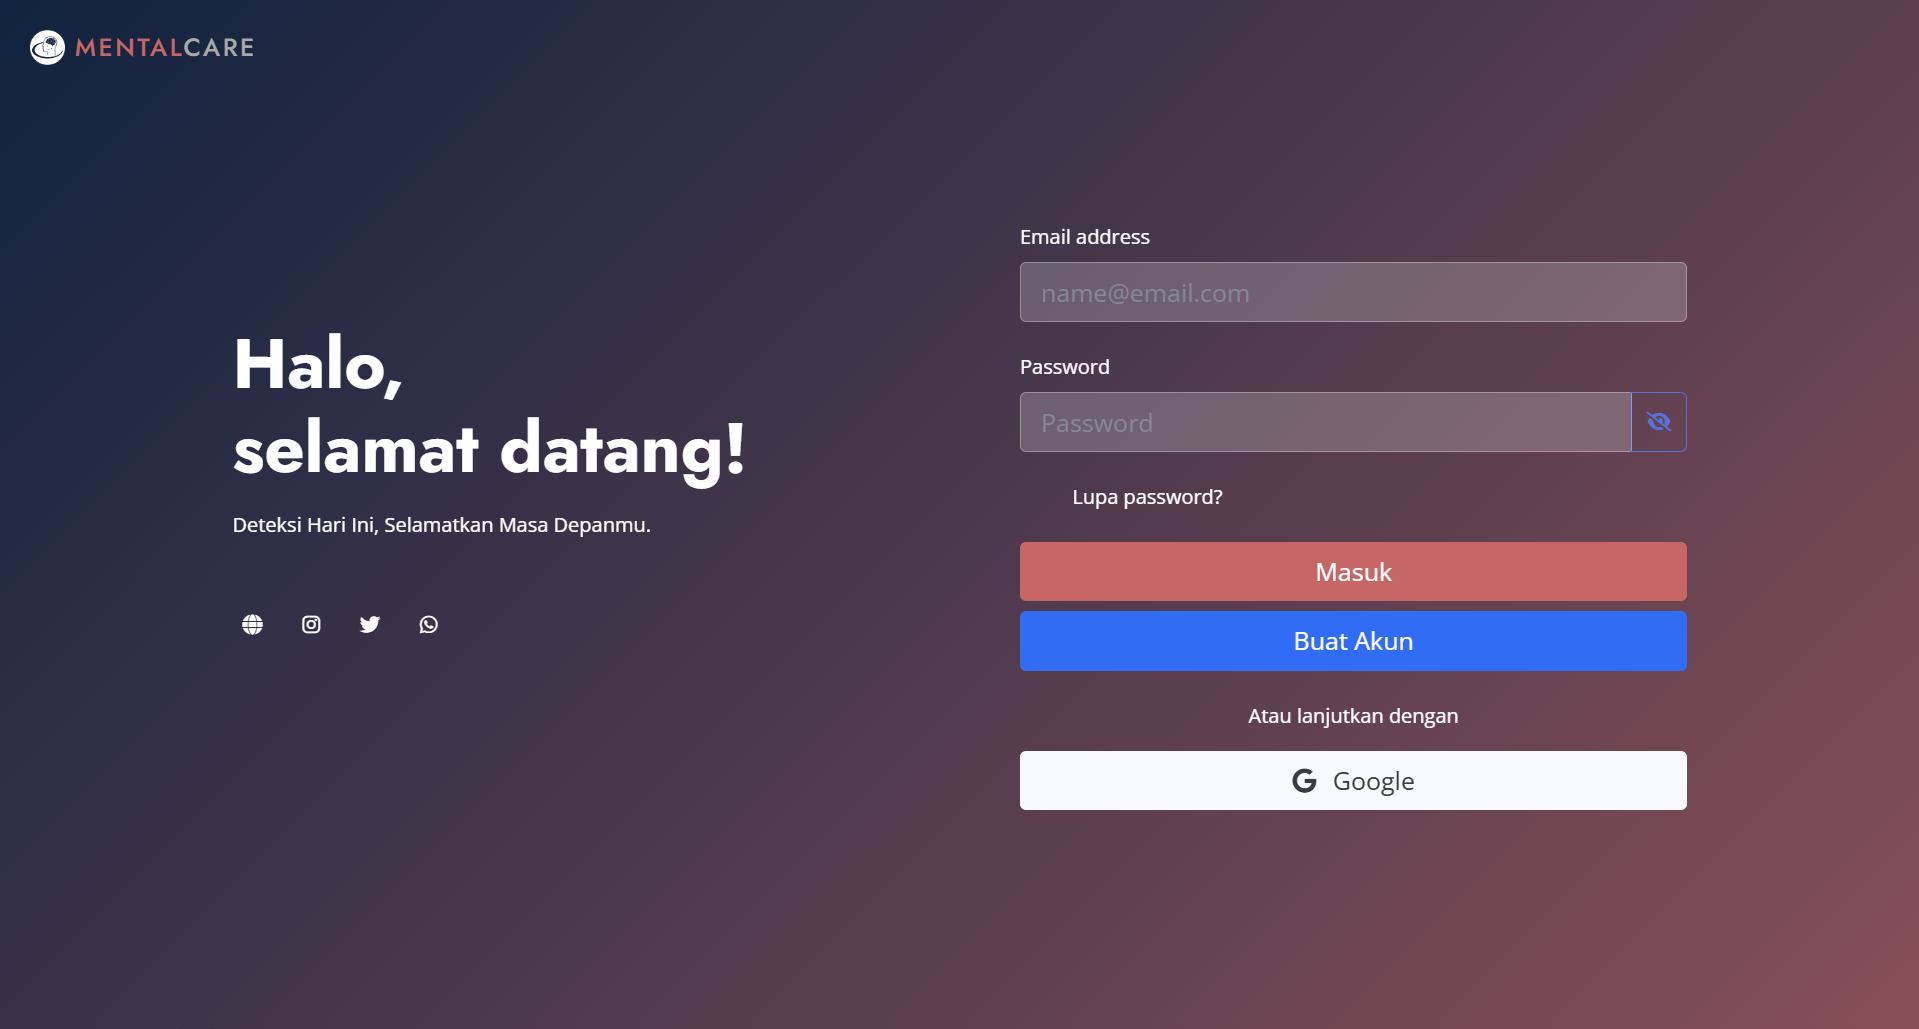 MENTALCARE
Halo,
selamat datang!
Deteksi Hari Ini, Selamatkan Masa Depanmu.
Email address
name@email.com
Password
Password
Lupa password?
Masuk
Buat Akun
Atau lanjutkan dengan
Google